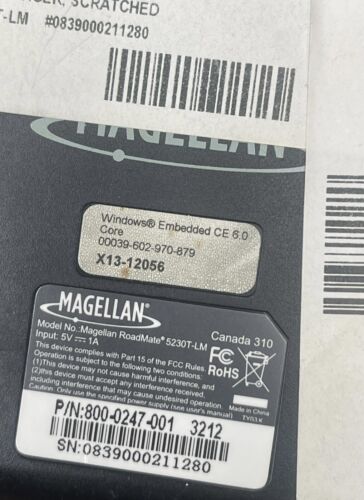 SCRATCHED
T-LM #0839000211280
MAGELLAN
Windows® Embedded CE 6.0
Core
00039-602-970-879
X13-12056
MAGELLAN®
Model No.:Magellan RoadMate® 5230T-LM
Canada 310
Input: 5V⎓1A
This device complies with Part 15 of the FCC Rules.
Operation is subject to the following two conditions:
(1)This device may not cause harmful interference, and
(2)this device must accept any interference received,
including interference that may cause undesired operation.
Caution: Only use the specified power supply (see user's manual)
FC
RoHS
Made in China
P/N:800-0247-001 3212
SN:0839000211280